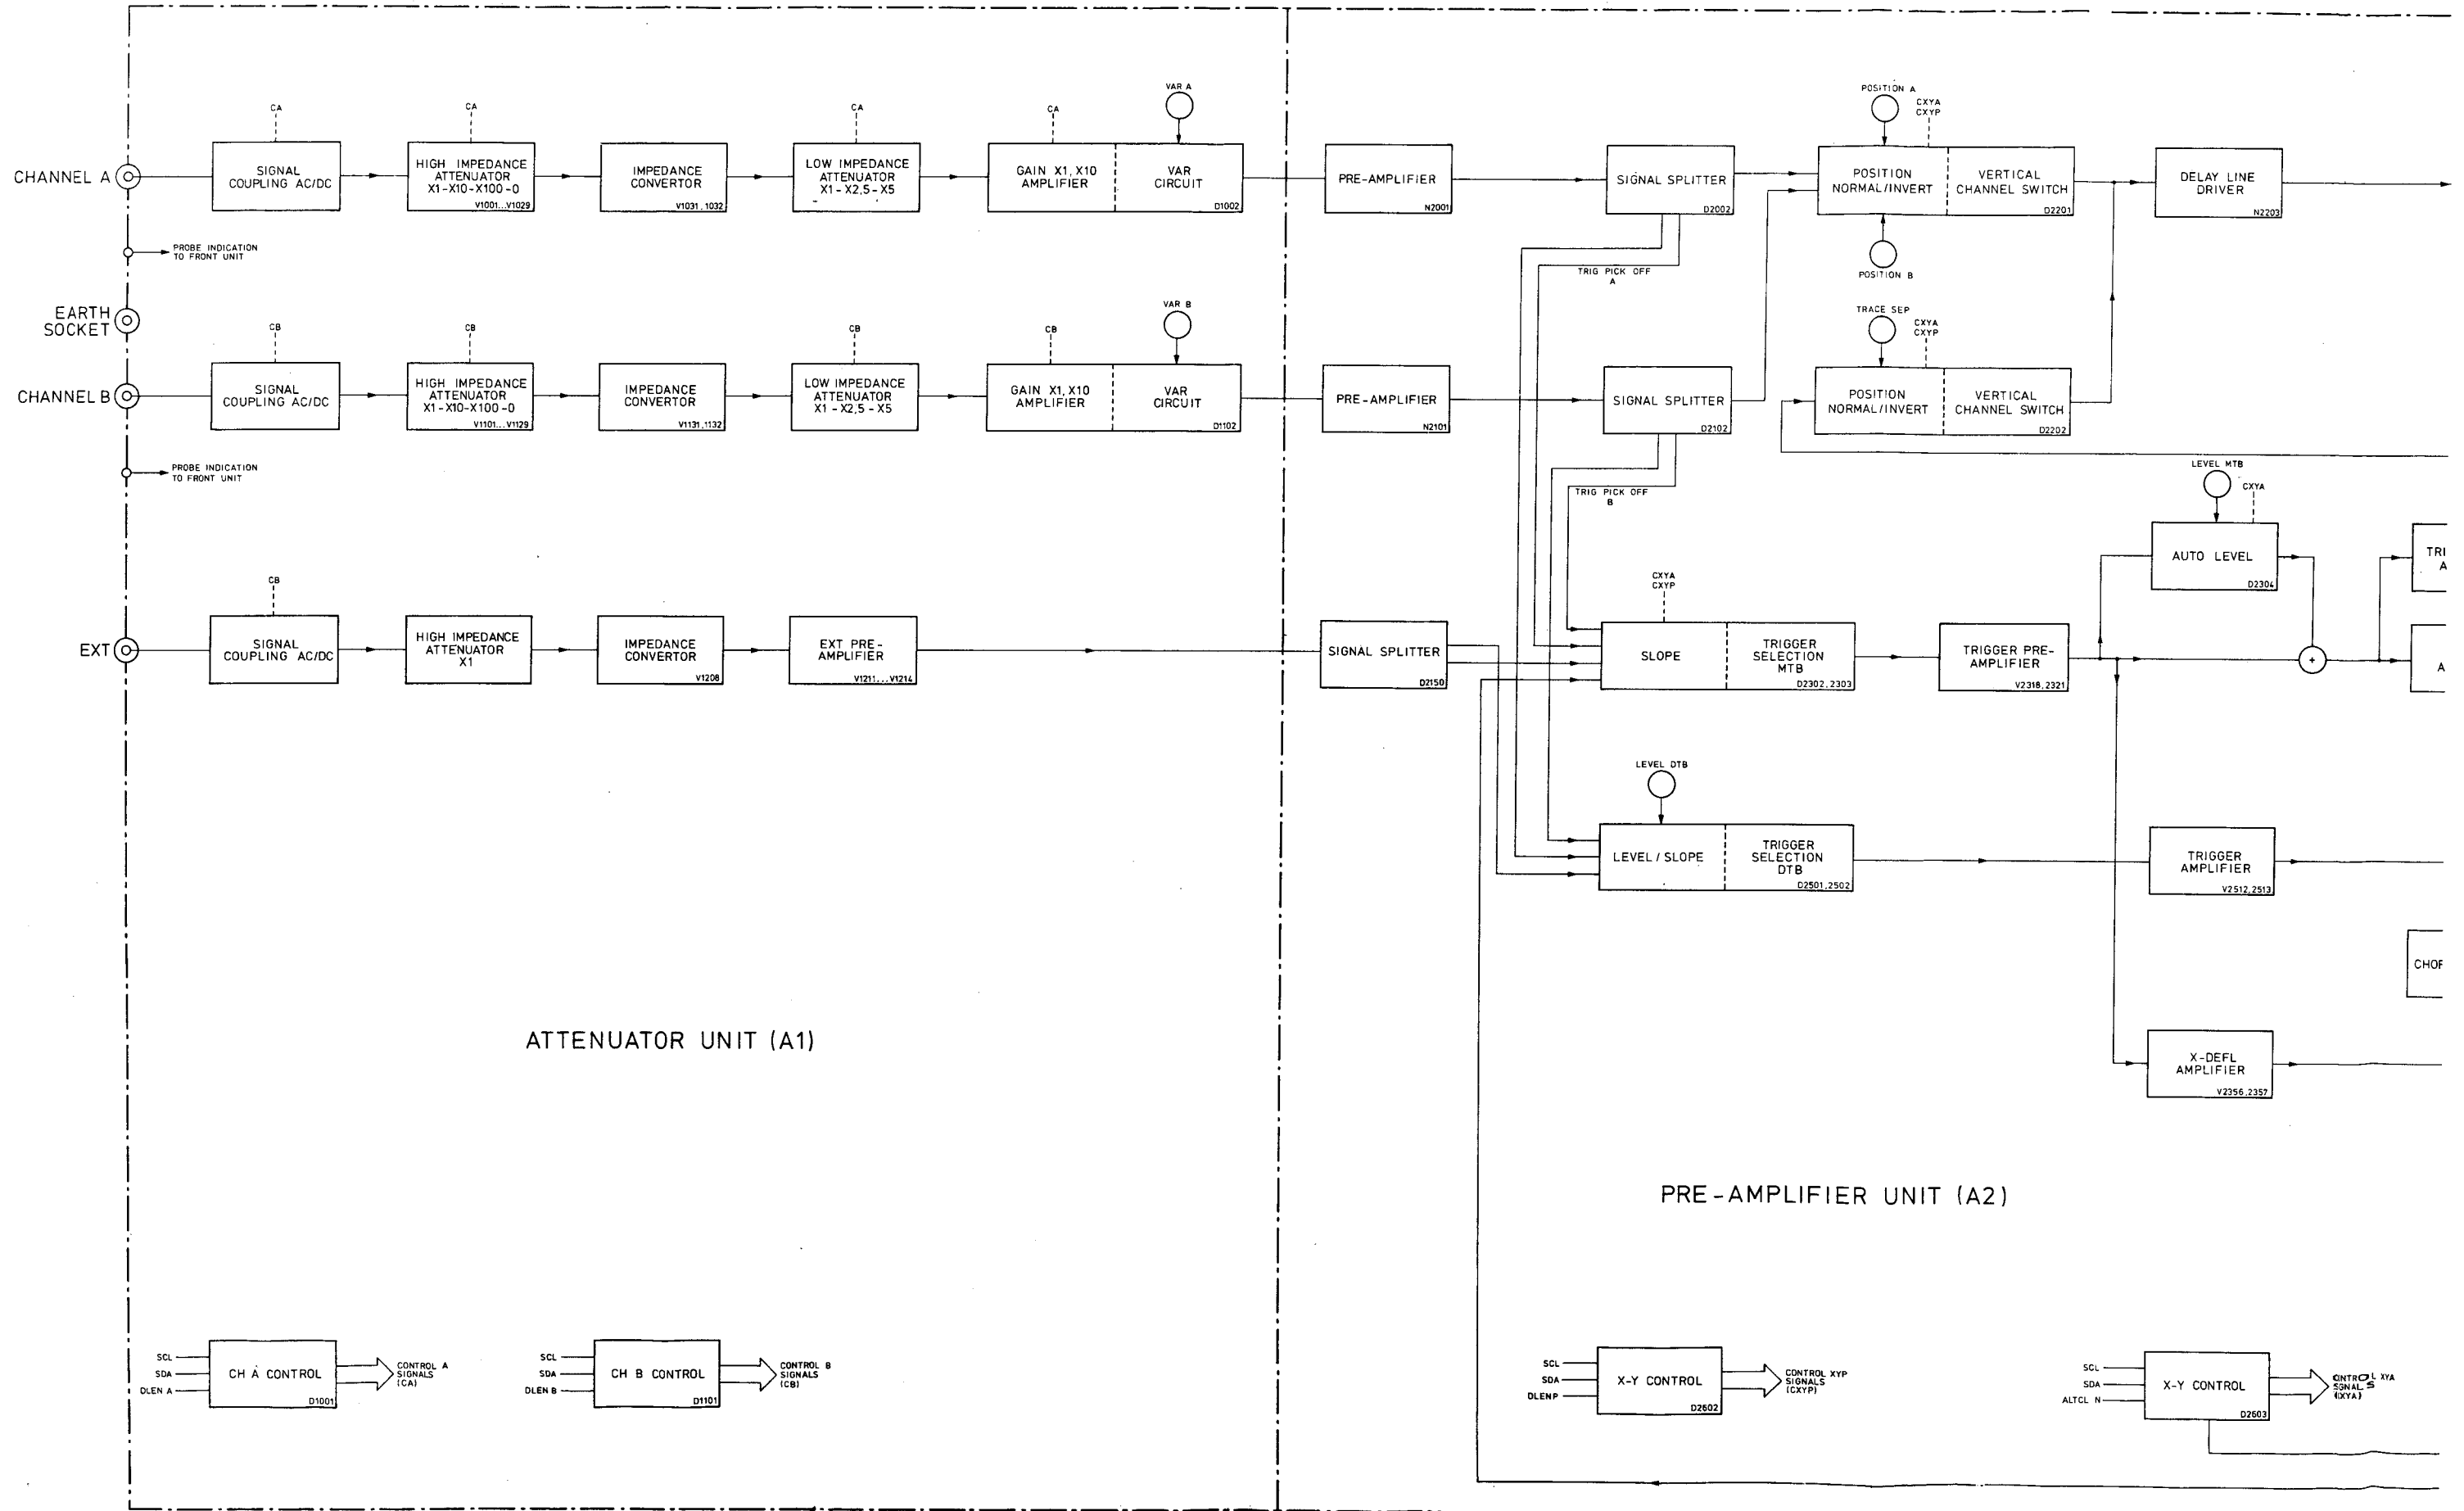 CHANNEL A
CA
SIGNAL
COUPLING AC/DC
CA
HIGH IMPEDANCE
ATTENUATOR
X1-X10-X100-0
V1001...V1029
IMPEDANCE
CONVERTOR
V1031, 1032
CA
LOW IMPEDANCE
ATTENUATOR
X1-X2,5-X5
CA
GAIN X1, X10
AMPLIFIER
VAR A
VAR
CIRCUIT
D1002
PRE-AMPLIFIER
N2001
SIGNAL SPLITTER
D2002
POSITION A
CXYA
CXYP
POSITION
NORMAL/INVERT
VERTICAL
CHANNEL SWITCH
D2201
POSITION B
DELAY LINE
DRIVER
N2203
PROBE INDICATION
TO FRONT UNIT
TRIG PICK OFF
A
EARTH
SOCKET
CHANNEL B
CB
SIGNAL
COUPLING AC/DC
CB
HIGH IMPEDANCE
ATTENUATOR
X1-X10-X100-0
V1101...V1129
IMPEDANCE
CONVERTOR
V1131,1132
CB
LOW IMPEDANCE
ATTENUATOR
X1-X2,5-X5
CB
GAIN X1, X10
AMPLIFIER
VAR B
VAR
CIRCUIT
D1102
PRE-AMPLIFIER
N2101
SIGNAL SPLITTER
D2102
TRACE SEP
CXYA
CXYP
POSITION
NORMAL/INVERT
VERTICAL
CHANNEL SWITCH
D2202
PROBE INDICATION
TO FRONT UNIT
TRIG PICK OFF
B
LEVEL MTB
CXYA
AUTO LEVEL
D2304
TRI
A
EXT
CB
SIGNAL
COUPLING AC/DC
HIGH IMPEDANCE
ATTENUATOR
X1
IMPEDANCE
CONVERTOR
V1208
EXT PRE-
AMPLIFIER
V1211...V1214
SIGNAL SPLITTER
D2150
CXYA
CXYP
SLOPE
TRIGGER
SELECTION
MTB
D2302,2303
TRIGGER PRE-
AMPLIFIER
V2318,2321
+
A
LEVEL DTB
LEVEL/SLOPE
TRIGGER
SELECTION
DTB
D2501,2502
TRIGGER
AMPLIFIER
V2512,2513
CHOP
X-DEFL
AMPLIFIER
V2356,2357
ATTENUATOR UNIT (A1)
PRE-AMPLIFIER UNIT (A2)
SCL
SDA
DLEN A
CH A CONTROL
D1001
CONTROL A
SIGNALS
(CA)
SCL
SDA
DLEN B
CH B CONTROL
D1101
CONTROL B
SIGNALS
(CB)
SCL
SDA
DLENP
X-Y CONTROL
D2602
CONTROL XYP
SIGNALS
(CXYP)
SCL
SDA
ALTCL N
X-Y CONTROL
D2603
ONTROL XYA
SGNALS
(XYA)